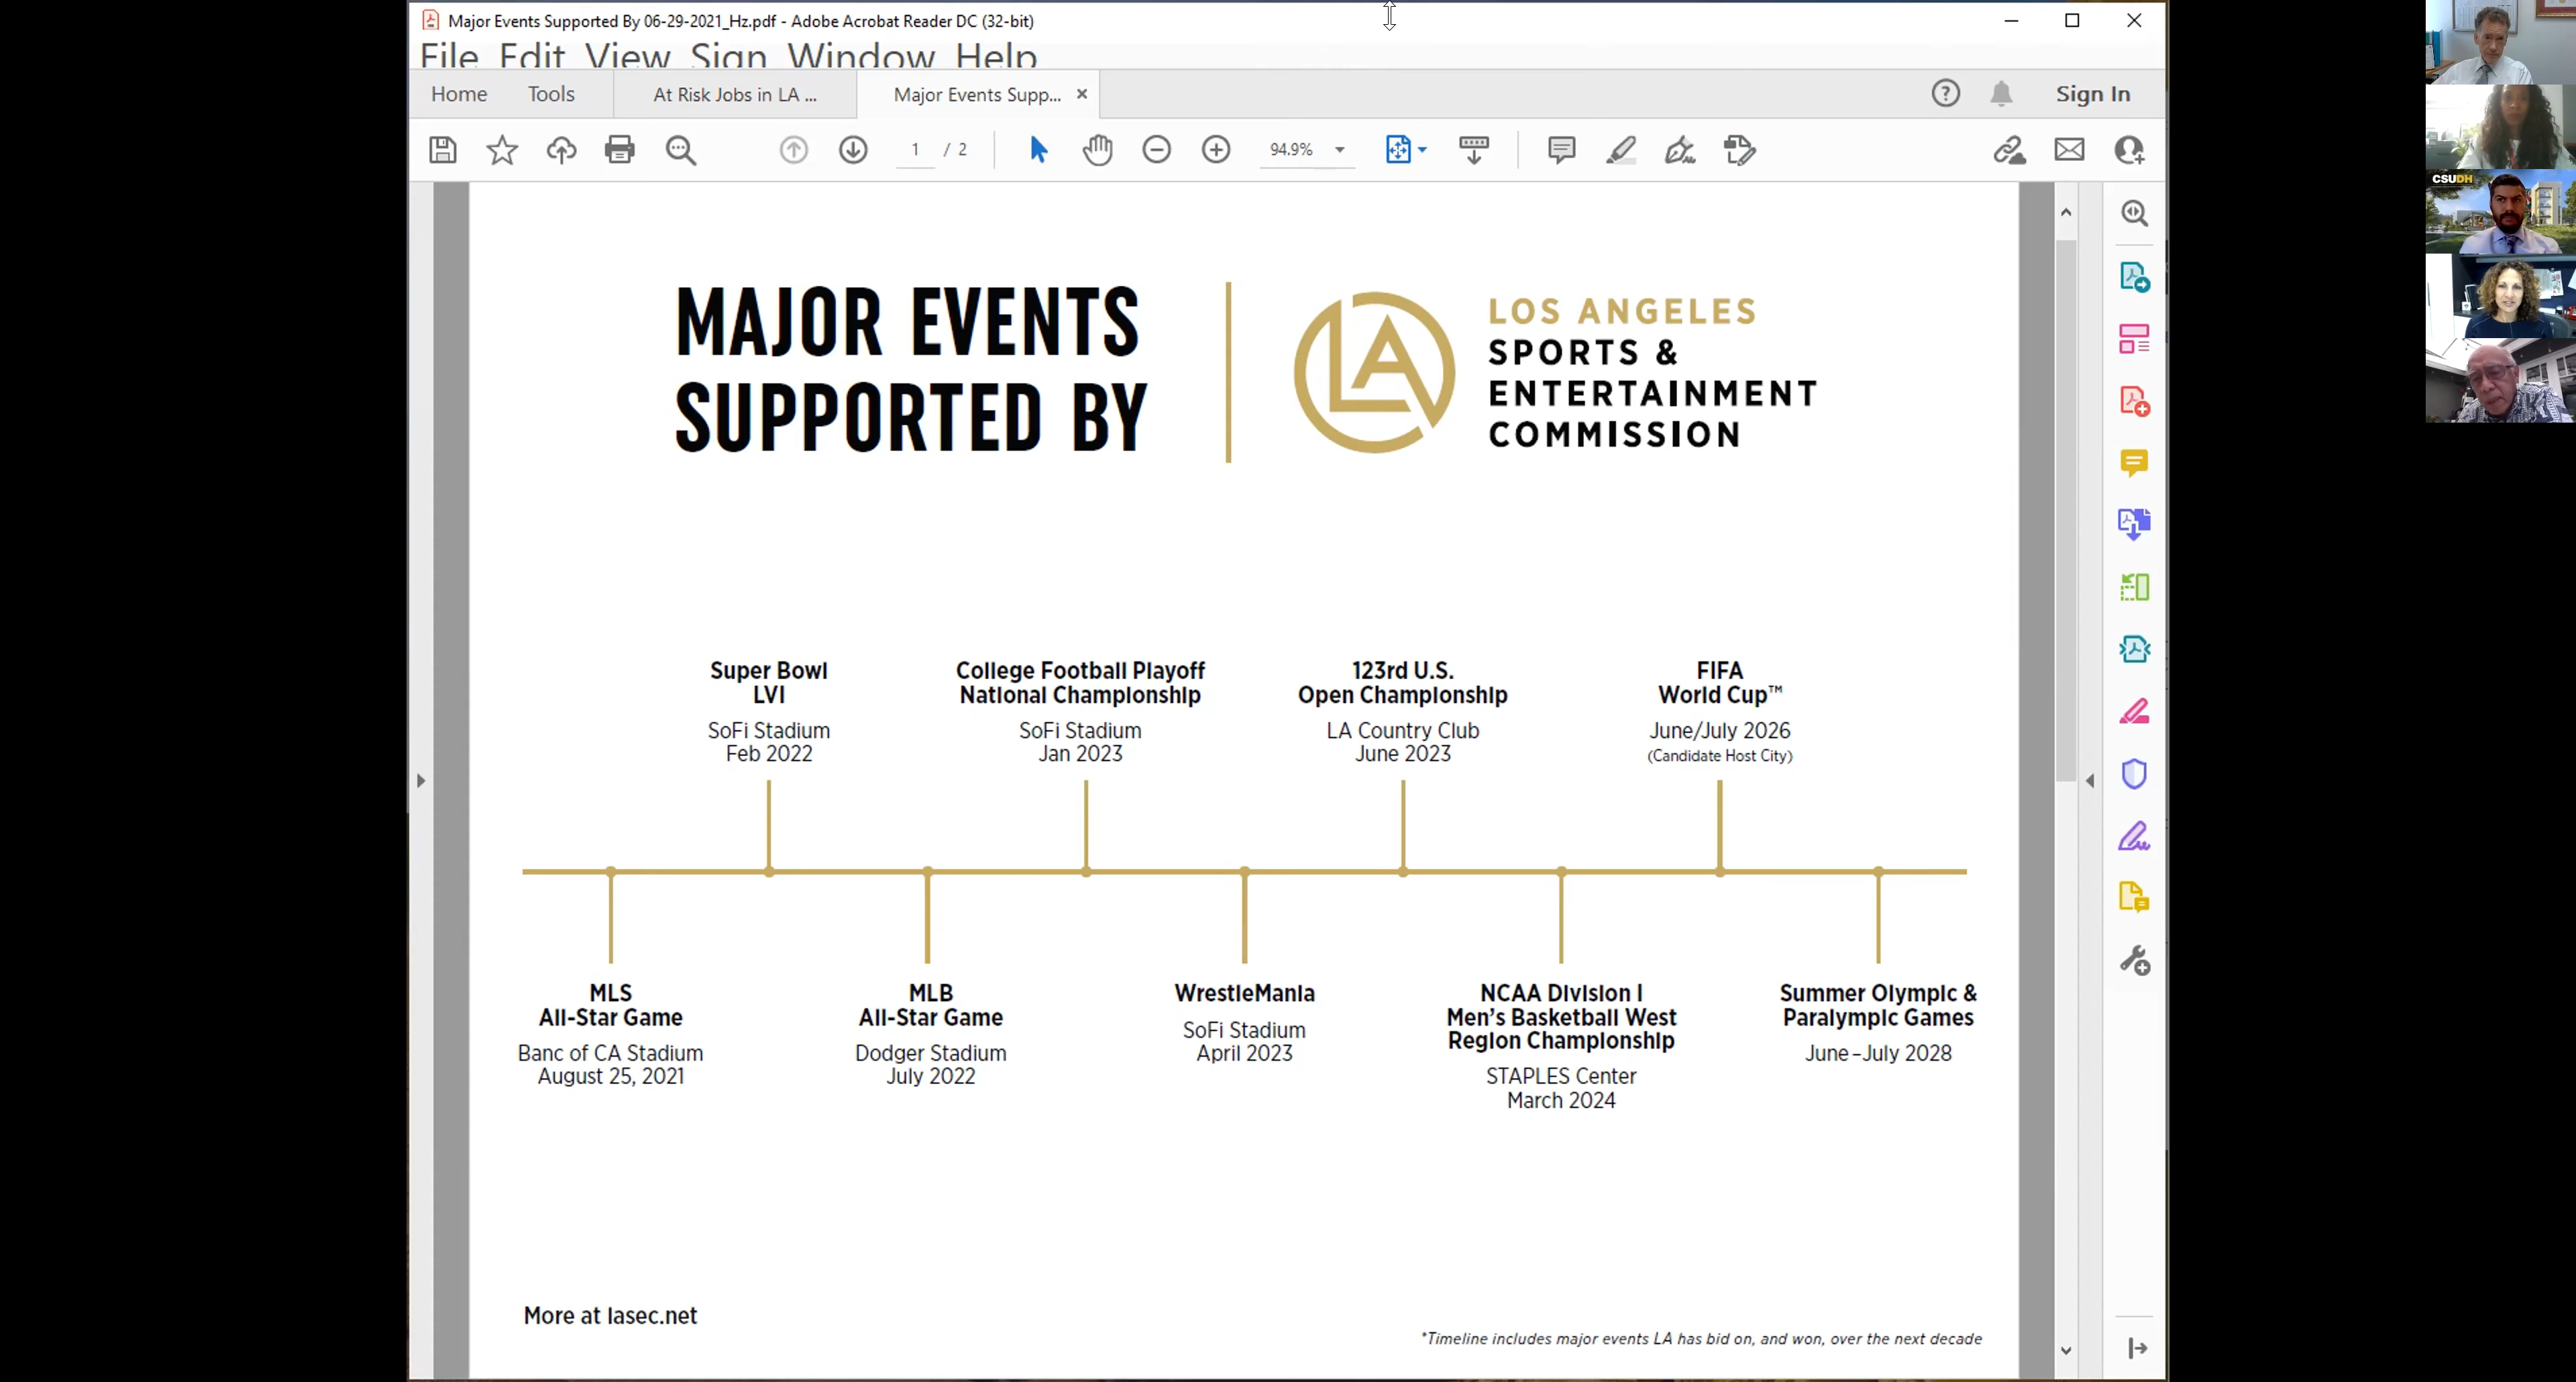 Major Events Supported By 06-29-2021_Hz.pdf - Adobe Acrobat Reader DC (32-bit)
File Edit View Sign Window Help
Home Tools At Risk Jobs in LA ... Major Events Supp... Sign In
1 / 2 94.9%
MAJOR EVENTS
SUPPORTED BY
LA
LOS ANGELES
SPORTS &
ENTERTAINMENT
COMMISSION
Super Bowl
LVI
SoFi Stadium
Feb 2022
College Football Playoff
National Championship
SoFi Stadium
Jan 2023
123rd U.S.
Open Championship
LA Country Club
June 2023
FIFA
World Cup™
June/July 2026
(Candidate Host City)
MLS
All-Star Game
Banc of CA Stadium
August 25, 2021
MLB
All-Star Game
Dodger Stadium
July 2022
WrestleMania
SoFi Stadium
April 2023
NCAA Division I
Men's Basketball West
Region Championship
STAPLES Center
March 2024
Summer Olympic &
Paralympic Games
June–July 2028
More at lasec.net
*Timeline includes major events LA has bid on, and won, over the next decade
CSUDH